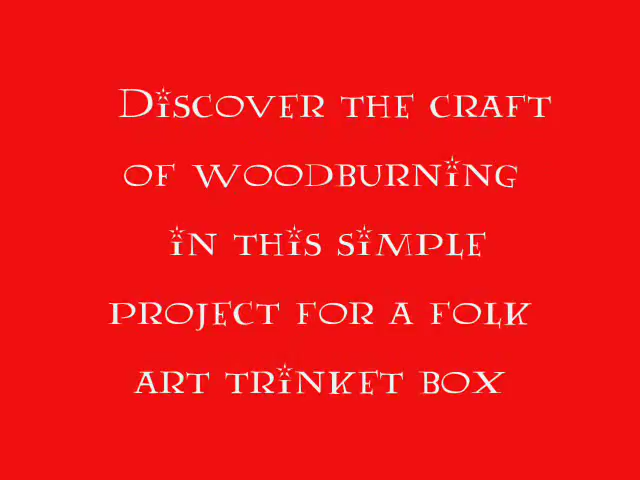 Discover the craft
of woodburning
in this simple
project for a folk
art trinket box